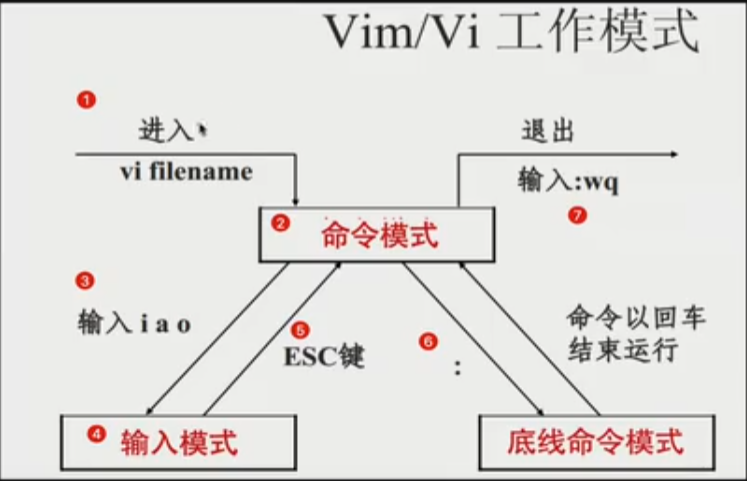 Vim/Vi 工作模式
1
进入
vi filename
退出
输入:wq
7
2 命令模式
3
输入 i a o
5
ESC键
6
:
命令以回车
结束运行
4 输入模式
底线命令模式